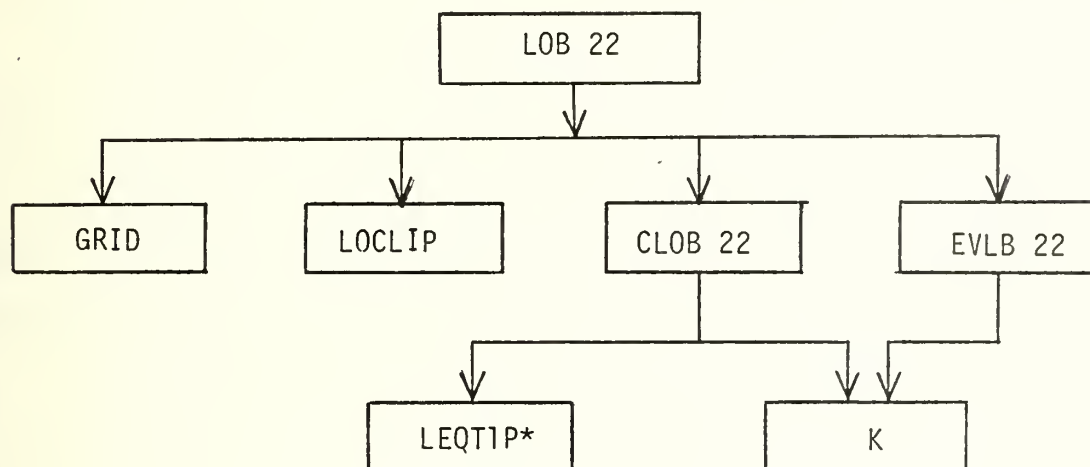 LOB 22
GRID
LOCLIP
CLOB 22
EVLB 22
LEQT1P*
K